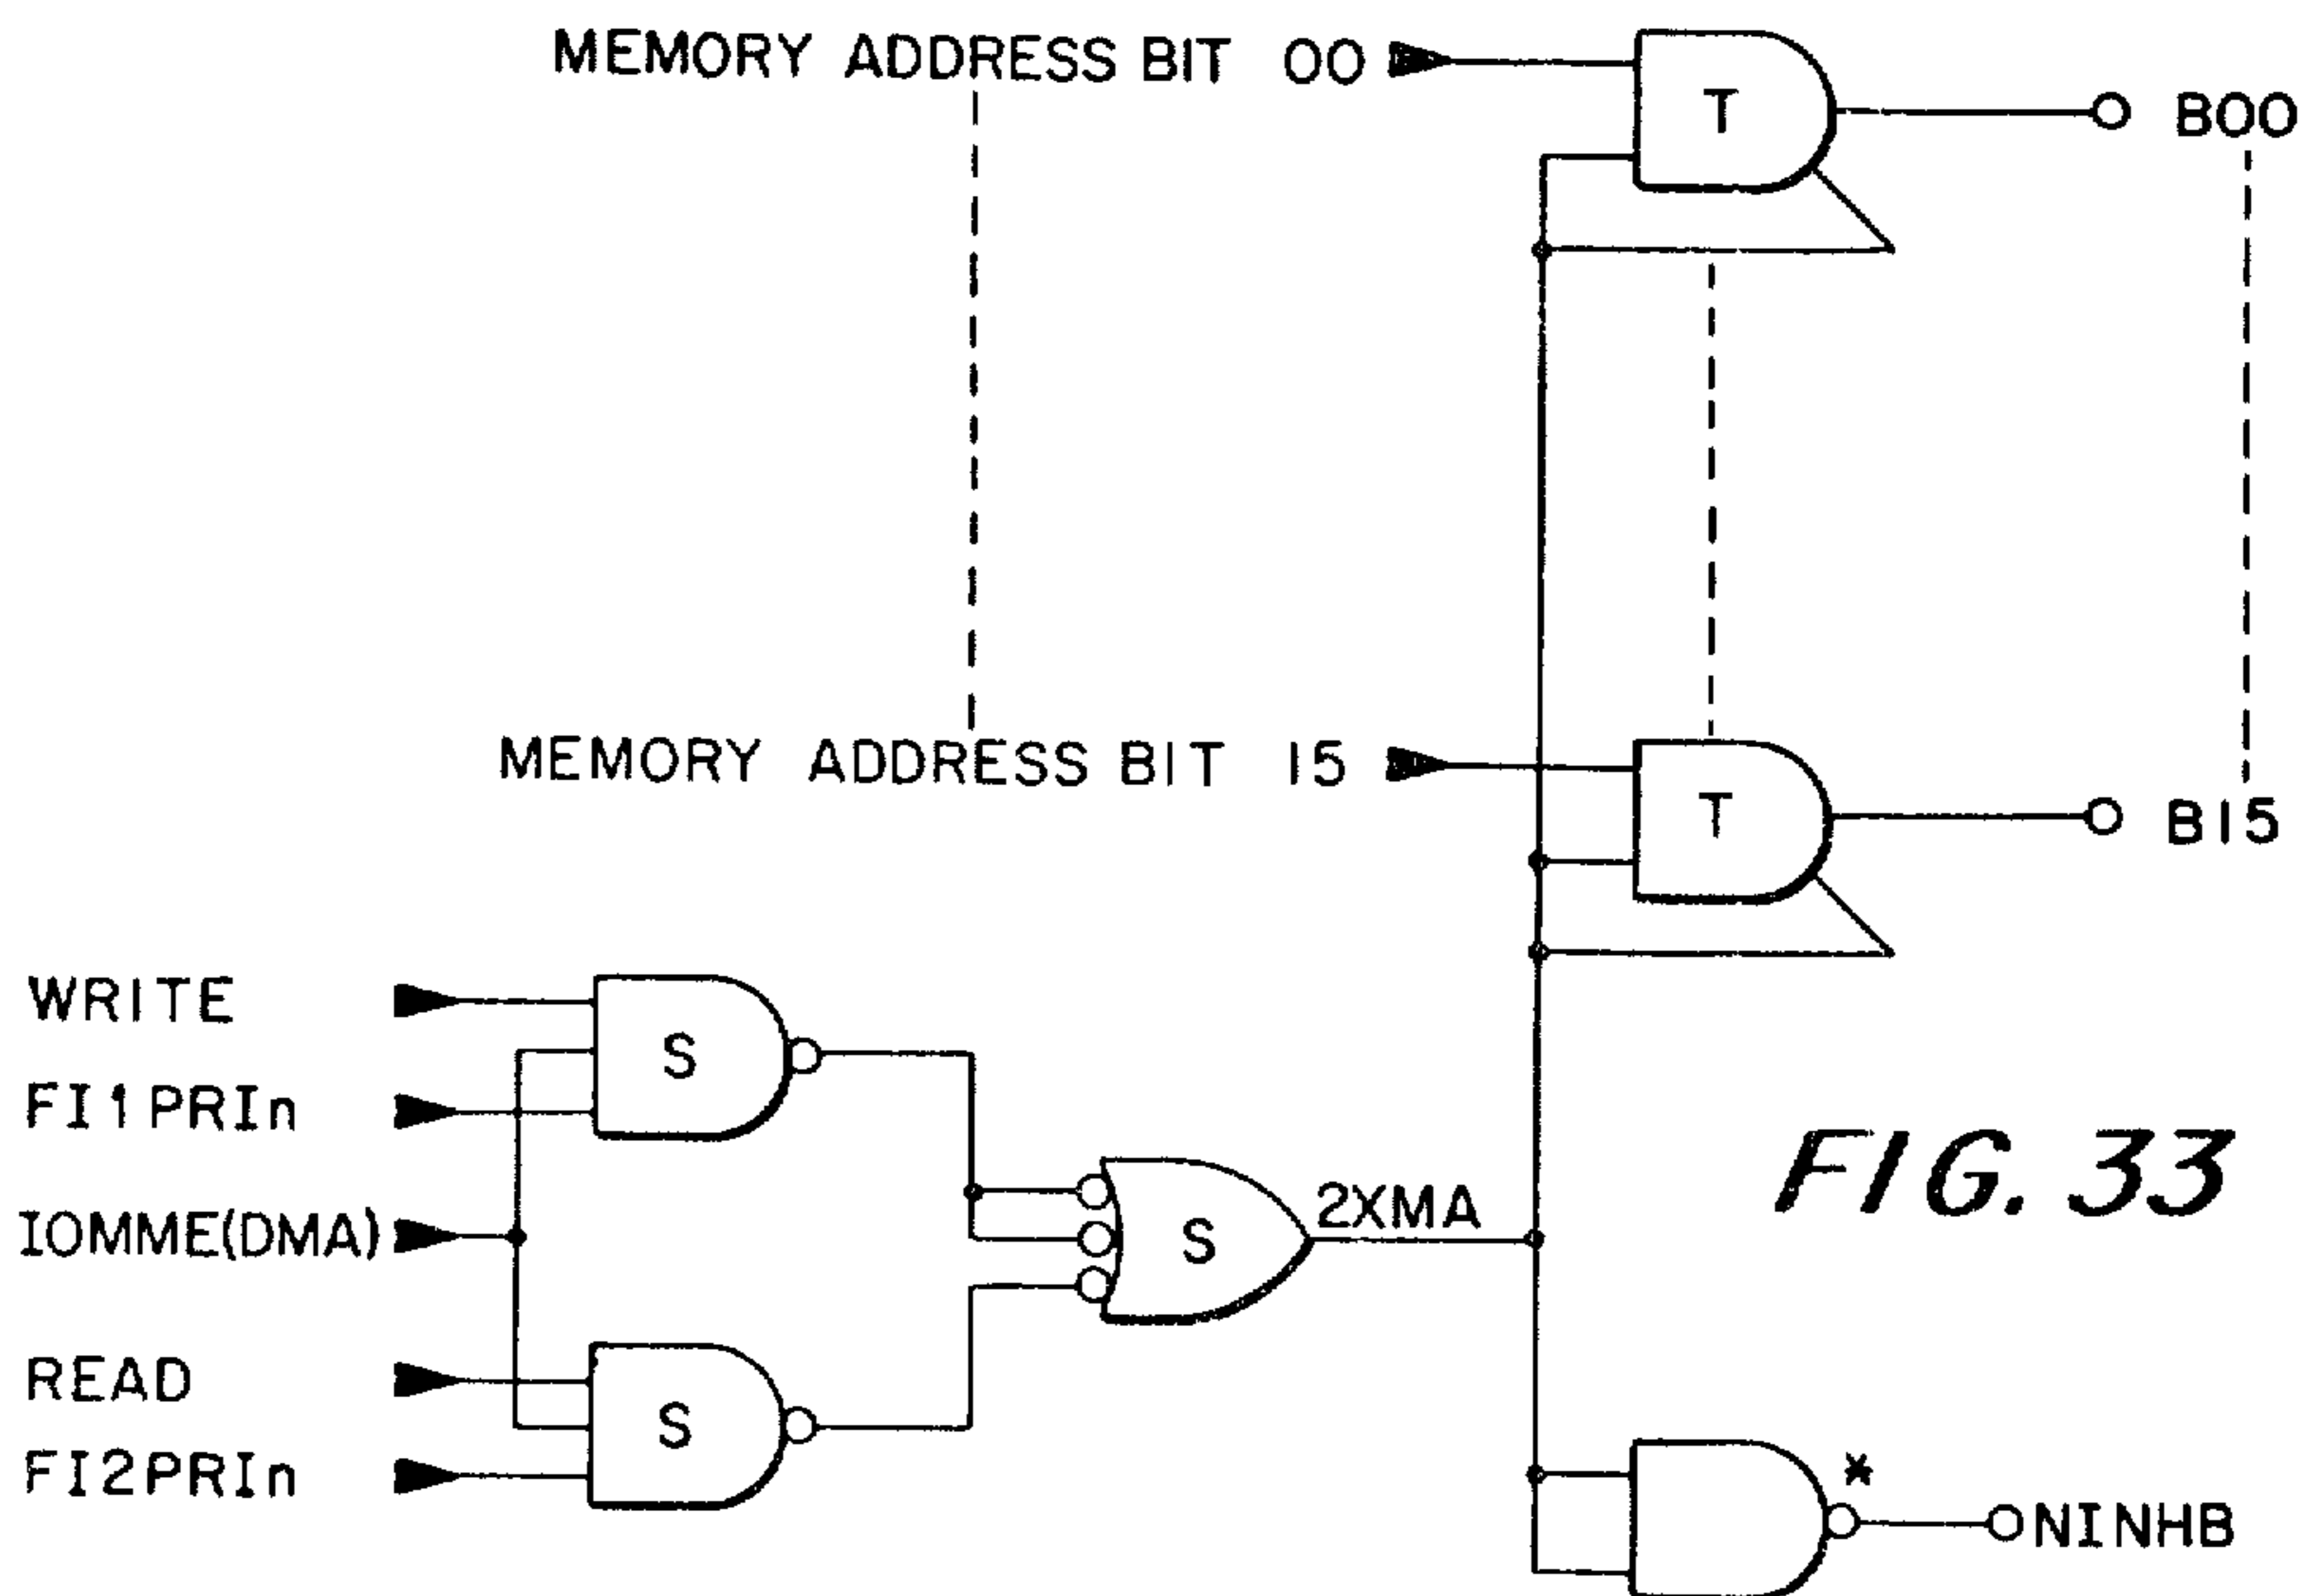 MEMORY ADDRESS BIT 00
T
B00
MEMORY ADDRESS BIT 15
T
B15
WRITE
S
FI1PRIn
IOMME(DMA)
S
2XMA
FIG. 33
READ
S
FI2PRIn
*
NINHB